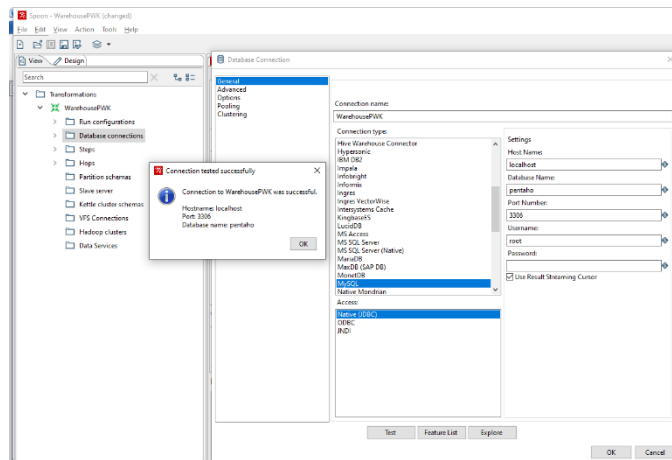 Spoon - WarehousePWK (changed)
File Edit View Action Tools Help
View
Design
Search
Transformations
WarehousePWK
Run configurations
Database connections
Steps
Hops
Partition schemas
Slave server
Kettle cluster schemas
VFS Connections
Hadoop clusters
Data Services
Connection tested successfully
Connection to WarehousePWK was successful.
Hostname: localhost
Port: 3306
Database name: pentaho
OK
Database Connection
General
Advanced
Options
Pooling
Clustering
Connection name:
WarehousePWK
Connection type:
Hive Warehouse Connector
Hypersonic
IBM DB2
Impala
Infobright
Informix
Ingres
Ingres VectorWise
Intersystems Cache
KingbaseES
LucidDB
MS Access
MS SQL Server
MS SQL Server (Native)
MariaDB
MaxDB (SAP DB)
MonetDB
MySQL
Native Mondrian
Access:
Native (JDBC)
ODBC
JNDI
Settings
Host Name:
localhost
Database Name:
pentaho
Port Number:
3306
Username:
root
Password:
Use Result Streaming Cursor
Test
Feature List
Explore
OK
Cancel